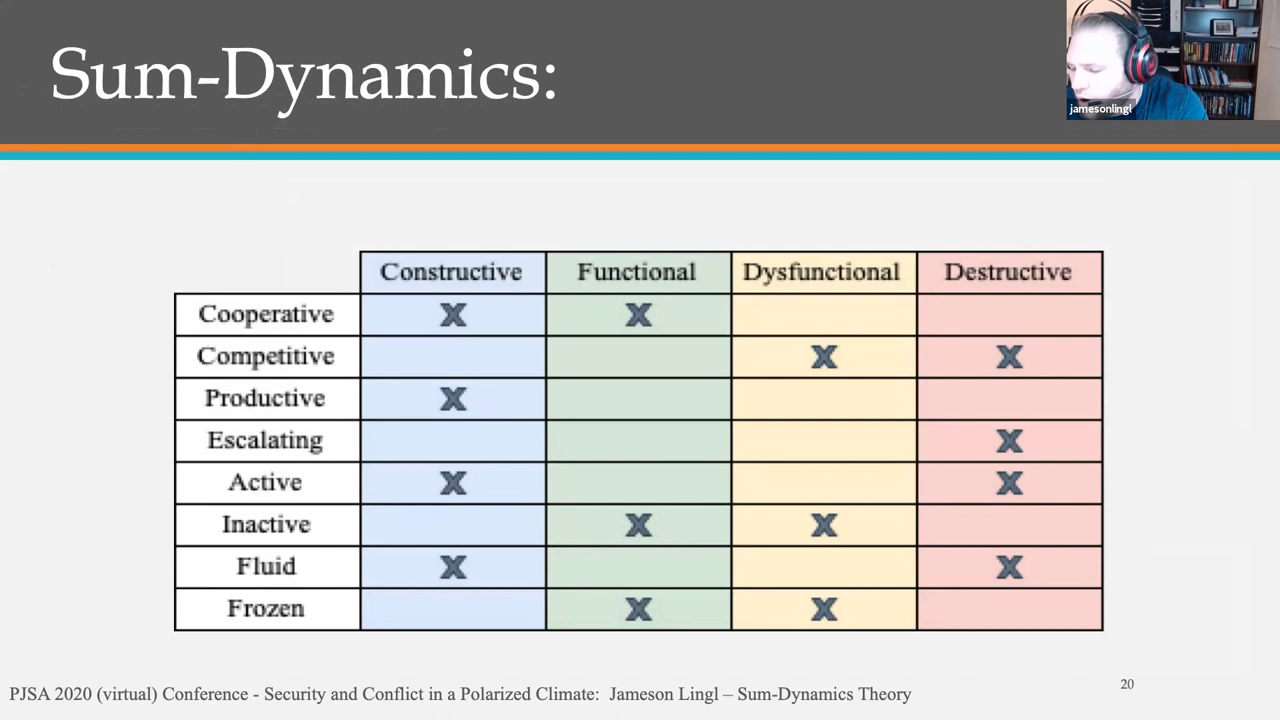 Sum-Dynamics:
jamesonlingl
Constructive Functional Dysfunctional Destructive
Cooperative X X
Competitive X X
Productive X
Escalating X
Active X X
Inactive X X
Fluid X X
Frozen X X
PJSA 2020 (virtual) Conference - Security and Conflict in a Polarized Climate: Jameson Lingl – Sum-Dynamics Theory
20